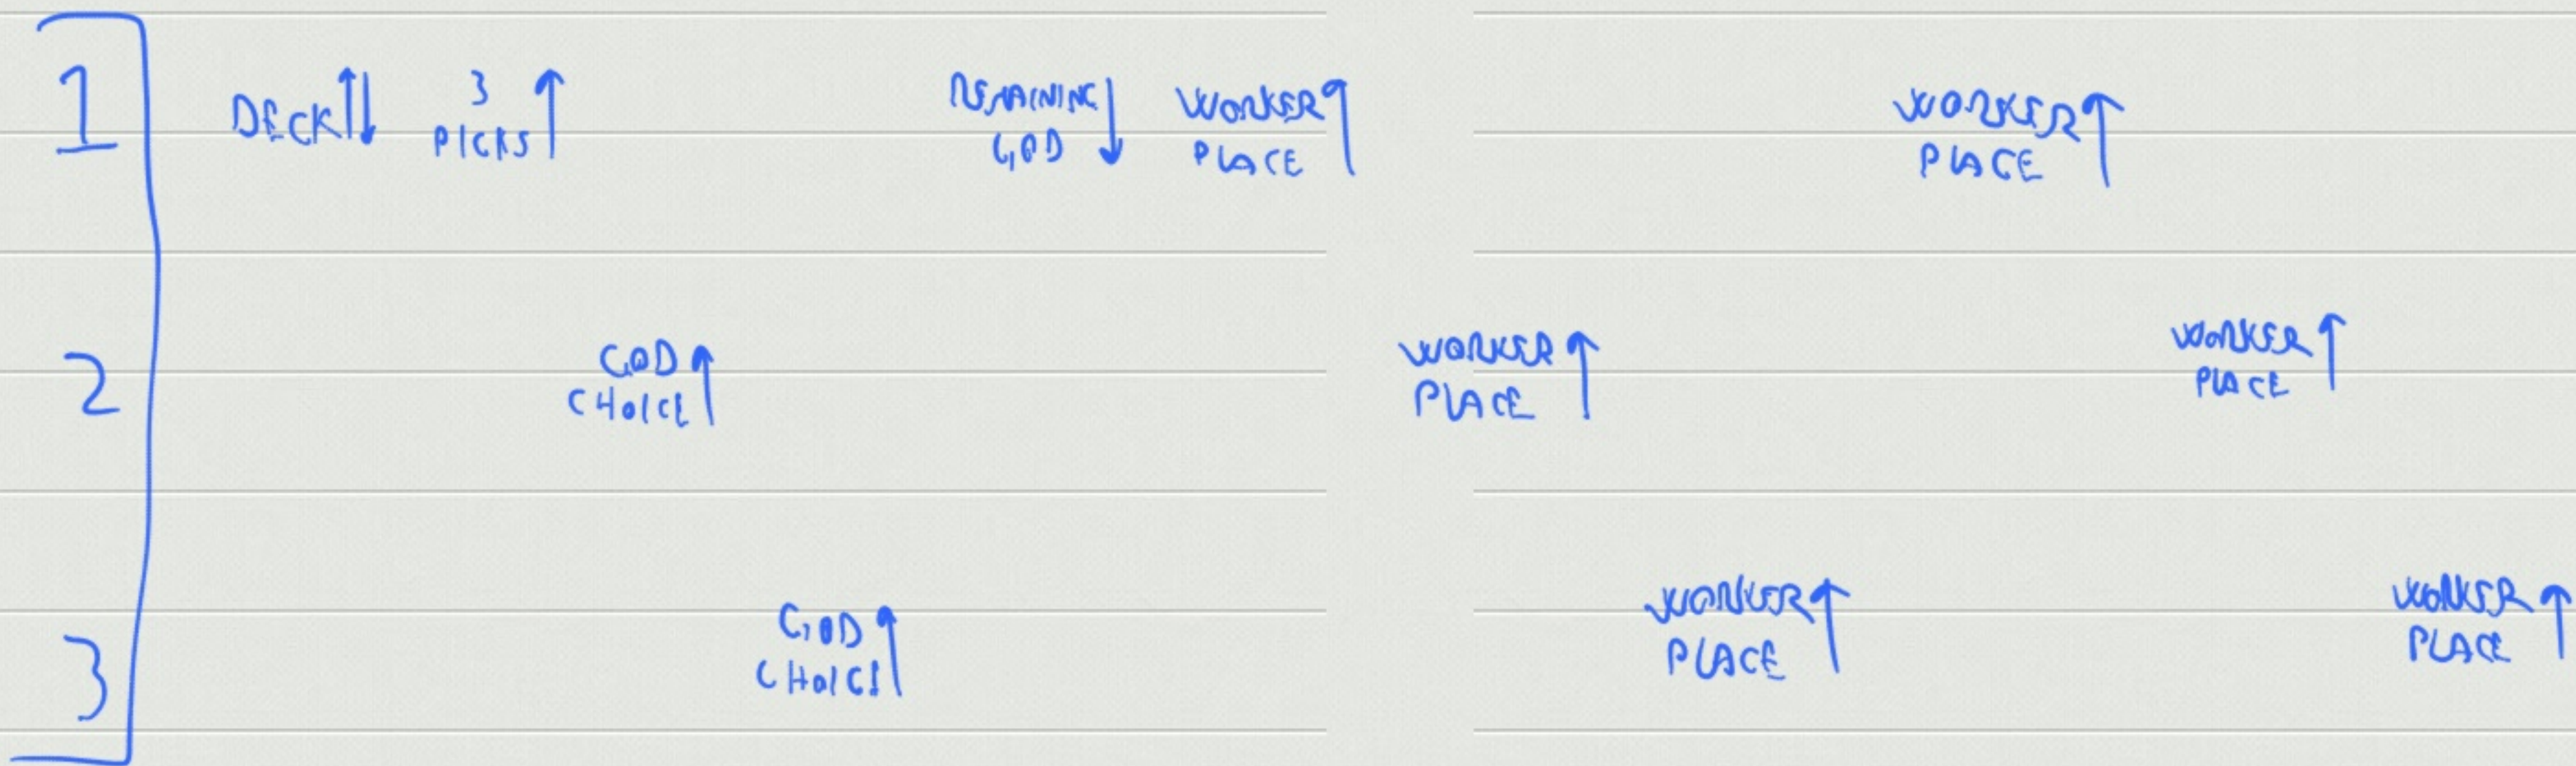 1
DECK ↑↓
3
PICKS ↑
REMAINING
GOD ↓
WORKER
PLACE ↑
WORKER
PLACE ↑
2
GOD
CHOICE ↑
WORKER
PLACE ↑
WORKER
PLACE ↑
3
GOD
CHOICE ↑
WORKER
PLACE ↑
WORKER
PLACE ↑